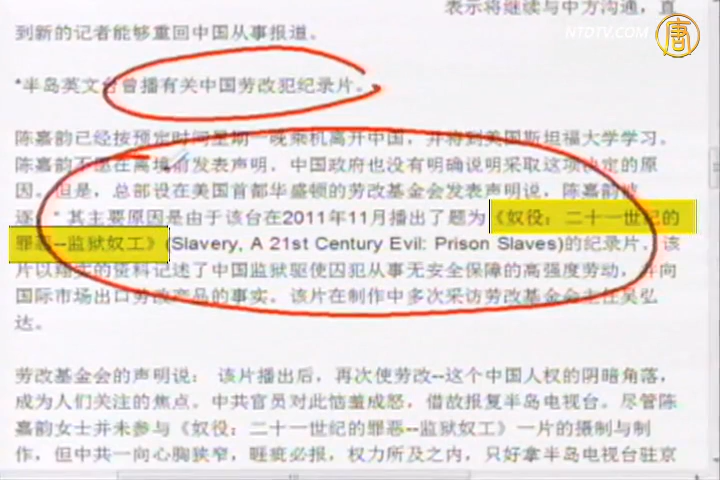 表示将继续与中方沟通，直
到新的记者能够重回中国从事报道。
NTDTV.COM
唐
*半岛英文台曾播有关中国劳改犯纪录片。
陈嘉韵已经按预定时间星期一晚乘机离开中国，并将到美国斯坦福大学学习。
陈嘉韵不愿在离境前发表声明，中国政府也没有明确说明采取这项决定的原
因。但是，总部设在美国首都华盛顿的劳改基金会发表声明说，陈嘉韵被
逐，"其主要原因是由于该台在2011年11月播出了题为《奴役：二十一世纪的
罪恶--监狱奴工》(Slavery, A 21st Century Evil: Prison Slaves)的纪录片。该
片以翔实的资料记述了中国监狱驱使囚犯从事无安全保障的高强度劳动，并向
国际市场出口劳改产品的事实。该片在制作中多次采访劳改基金会主任吴弘
达。
劳改基金会的声明说： 该片播出后，再次使劳改--这个中国人权的阴暗角落，
成为人们关注的焦点。中共官员对此恼羞成怒，借故报复半岛电视台。尽管陈
嘉韵女士并未参与《奴役：二十一世纪的罪恶--监狱奴工》一片的摄制与制
作，但中共一向心胸狭窄，睚疵必报，权力所及之内，只好拿半岛电视台驻京